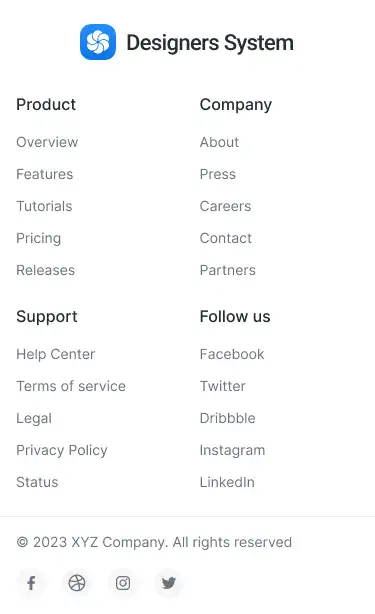 Designers System
Product
Overview
Features
Tutorials
Pricing
Releases
Company
About
Press
Careers
Contact
Partners
Support
Help Center
Terms of service
Legal
Privacy Policy
Status
Follow us
Facebook
Twitter
Dribbble
Instagram
LinkedIn
© 2023 XYZ Company. All rights reserved